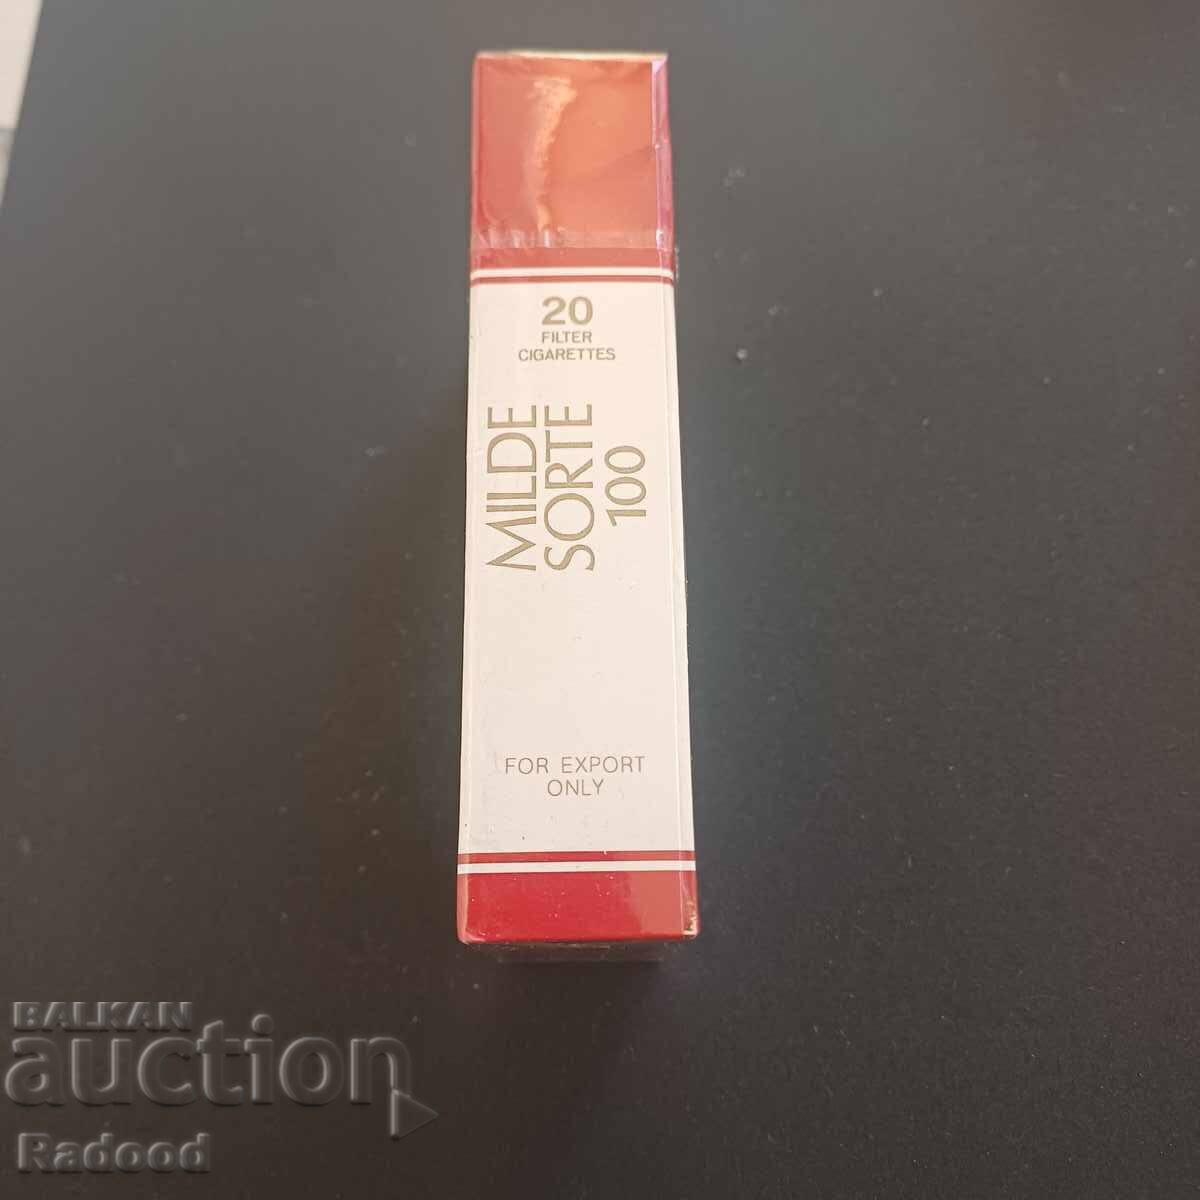 20
FILTER
CIGARETTES
MILDE
SORTE
100
FOR EXPORT
ONLY
BALKAN
auction
Radood